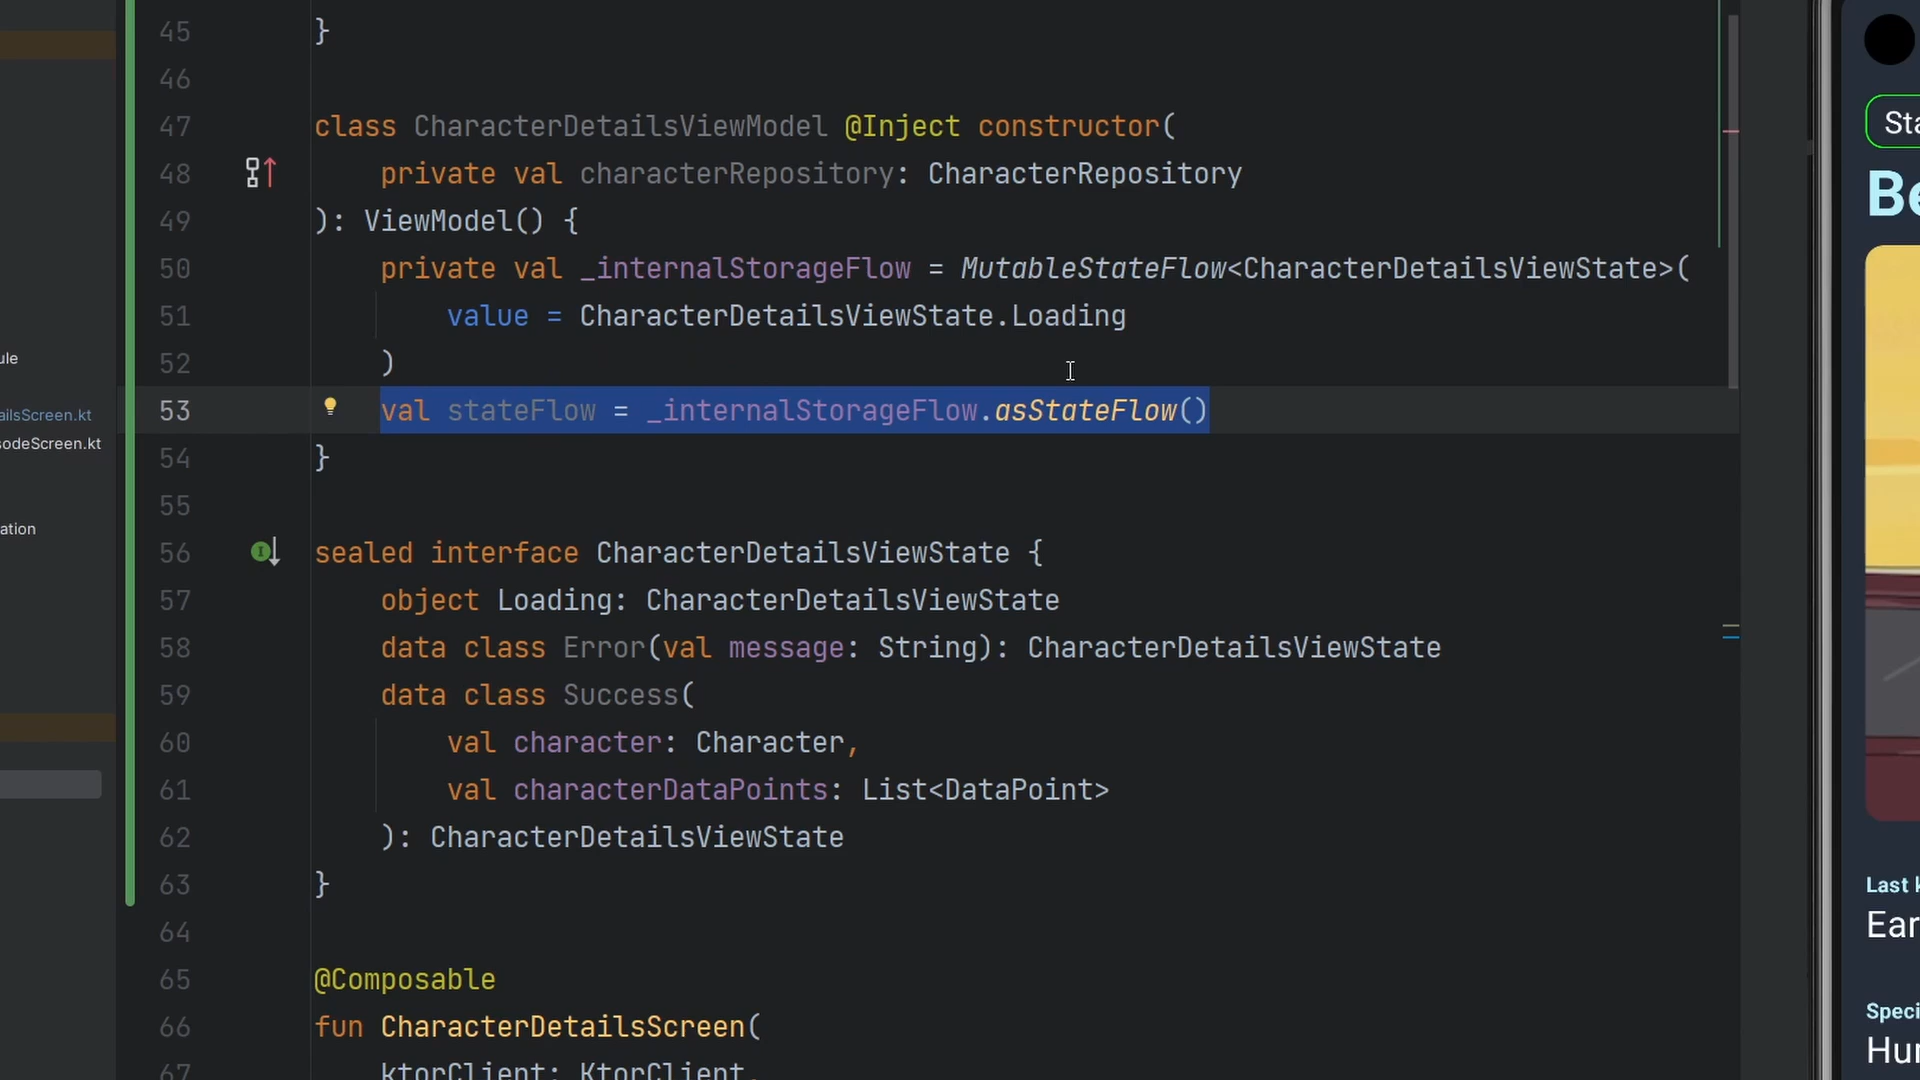 45 }
46
47 class CharacterDetailsViewModel @Inject constructor(
48 private val characterRepository: CharacterRepository
49 ): ViewModel() {
50 private val _internalStorageFlow = MutableStateFlow<CharacterDetailsViewState>(
51 value = CharacterDetailsViewState.Loading
52 )
53 val stateFlow = _internalStorageFlow.asStateFlow()
54 }
55
56 sealed interface CharacterDetailsViewState {
57 object Loading: CharacterDetailsViewState
58 data class Error(val message: String): CharacterDetailsViewState
59 data class Success(
60 val character: Character,
61 val characterDataPoints: List<DataPoint>
62 ): CharacterDetailsViewState
63 }
64
65 @Composable
66 fun CharacterDetailsScreen(
67 ktorClient: KtorClient,
ule
ailsScreen.kt
sodeScreen.kt
ation
Sta
Be
Last k
Ear
Speci
Hu